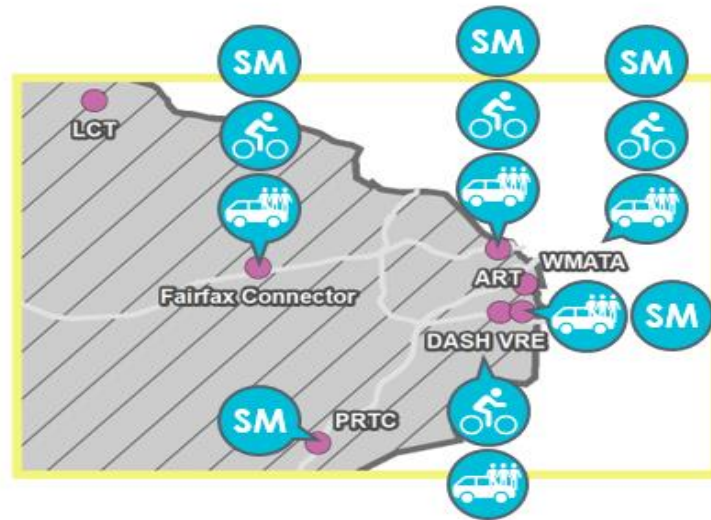 SM
SM
SM
LCT
WMATA
ART
Fairfax Connector
DASH VRE
SM
SM
PRTC